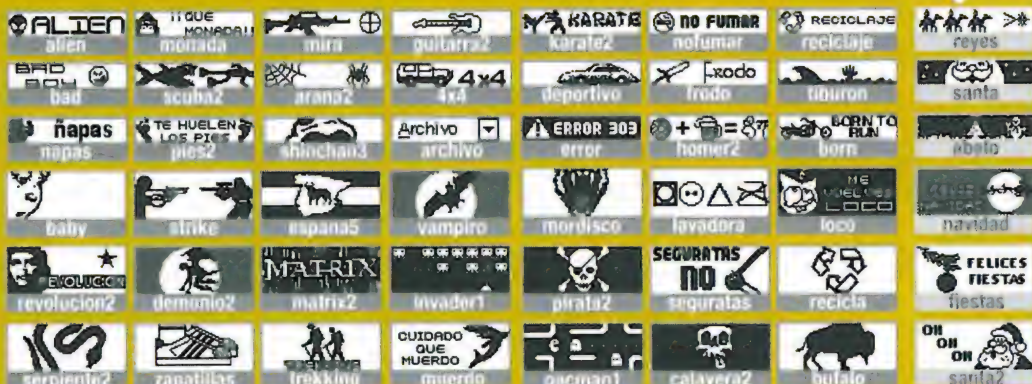 ALIEN
¡¡QUE MONADA!!
KARATE
NO FUMAR
RECICLAJE
alien monada mira guitarra2 karate2 nofumar reciclaje reyes
BAD BOY
4x4
Exodo
bad scuba2 arana2 4x4 deportivo frodo tiburon santa
ñapas
TE HUELEN LOS PIES
Archivo
ERROR 303
+ =
BORN TO RUN
napas pies2 shinchan3 archivo error homer2 born abeto
ME VUELVES LOCO
baby strike espana5 vampiro mordisco lavadora loco navidad
REVOLUCION
MATRIX
SEGURATAS NO
FELICES FIESTAS
revolucion2 demonio2 matrix2 invader1 pirata2 seguratas recicla fiestas
CUIDADO QUE MUERDO
OH OH OH
serpiente2 zapatillas trekking muerdo pacman1 calavera2 bufalo santa2